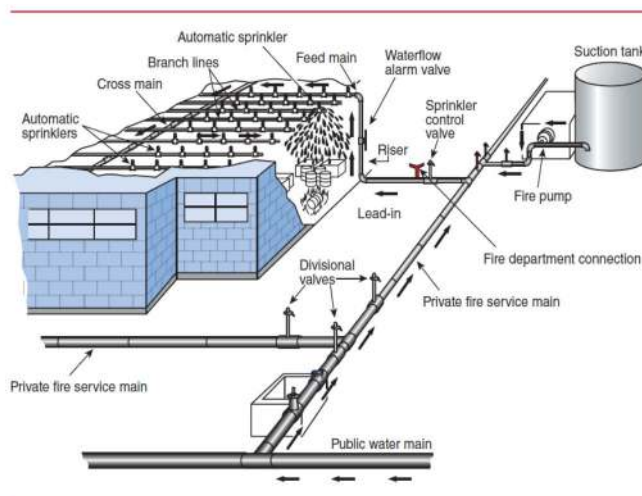 Automatic sprinkler
Branch lines
Cross main
Feed main
Waterflow
alarm valve
Suction tank
Automatic
sprinklers
Sprinkler
control
valve
Riser
Lead-in
Fire pump
Fire department connection
Divisional
valves
Private fire service main
Private fire service main
Public water main